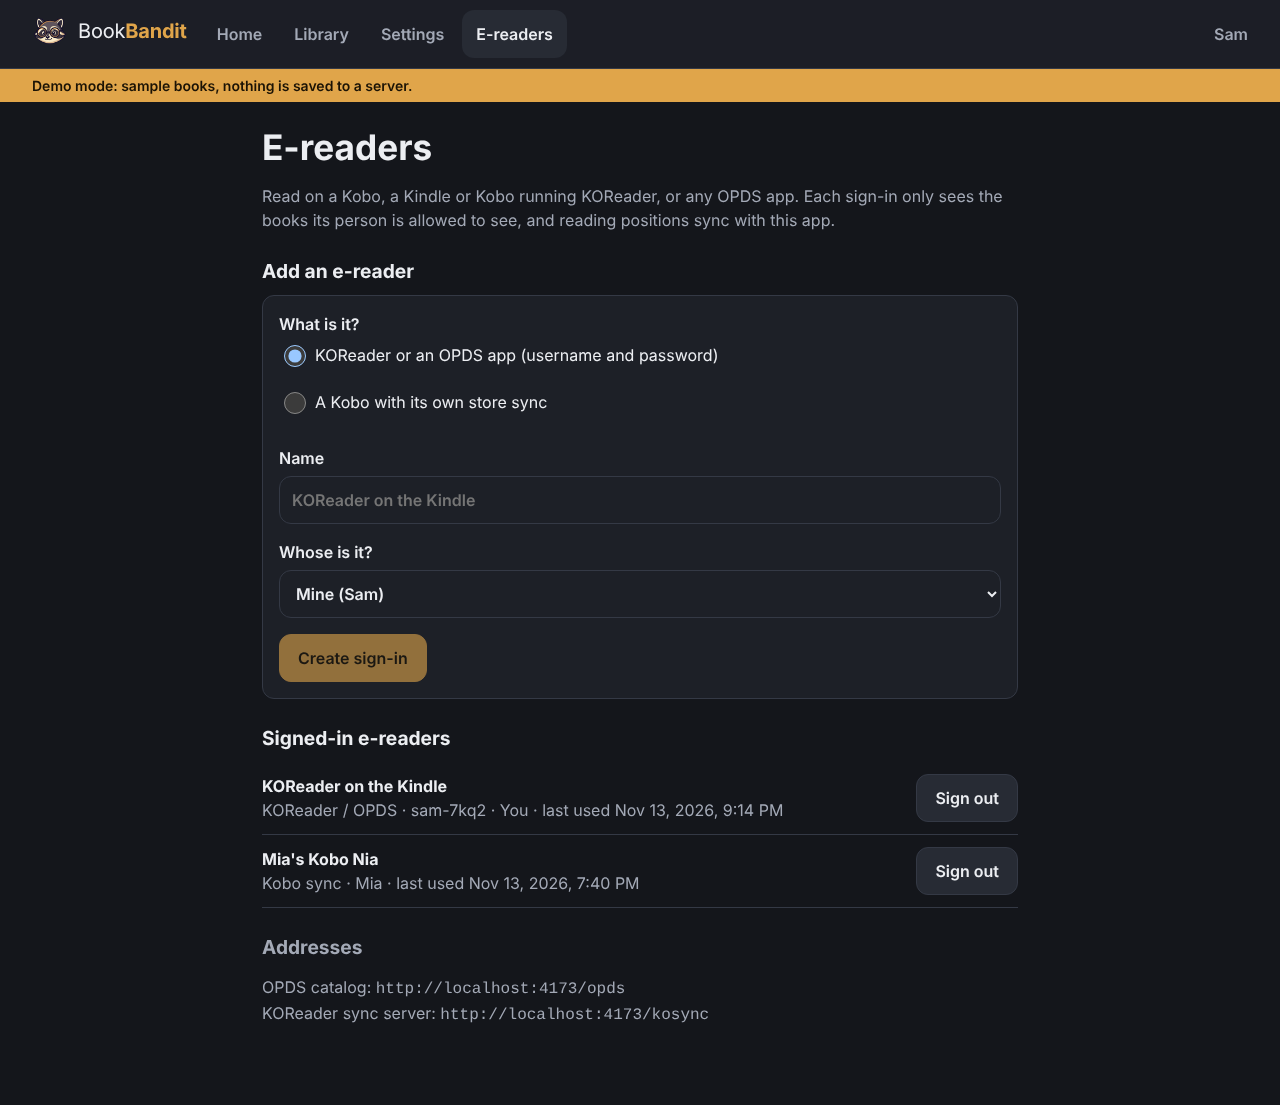 BookBandit
Home
Library
Settings
E-readers
Sam
Demo mode: sample books, nothing is saved to a server.
E-readers
Read on a Kobo, a Kindle or Kobo running KOReader, or any OPDS app. Each sign-in only sees the
books its person is allowed to see, and reading positions sync with this app.
Add an e-reader
What is it?
KOReader or an OPDS app (username and password)
A Kobo with its own store sync
Name
KOReader on the Kindle
Whose is it?
Mine (Sam)
Create sign-in
Signed-in e-readers
KOReader on the Kindle
KOReader / OPDS · sam-7kq2 · You · last used Nov 13, 2026, 9:14 PM
Sign out
Mia's Kobo Nia
Kobo sync · Mia · last used Nov 13, 2026, 7:40 PM
Sign out
Addresses
OPDS catalog: http://localhost:4173/opds
KOReader sync server: http://localhost:4173/kosync